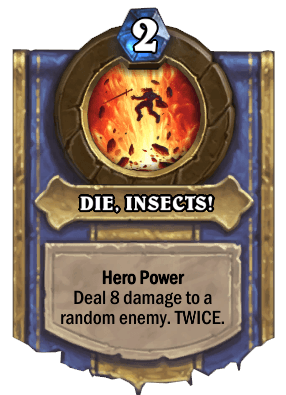 2
DIE, INSECTS!
Hero Power
Deal 8 damage to a
random enemy. TWICE.